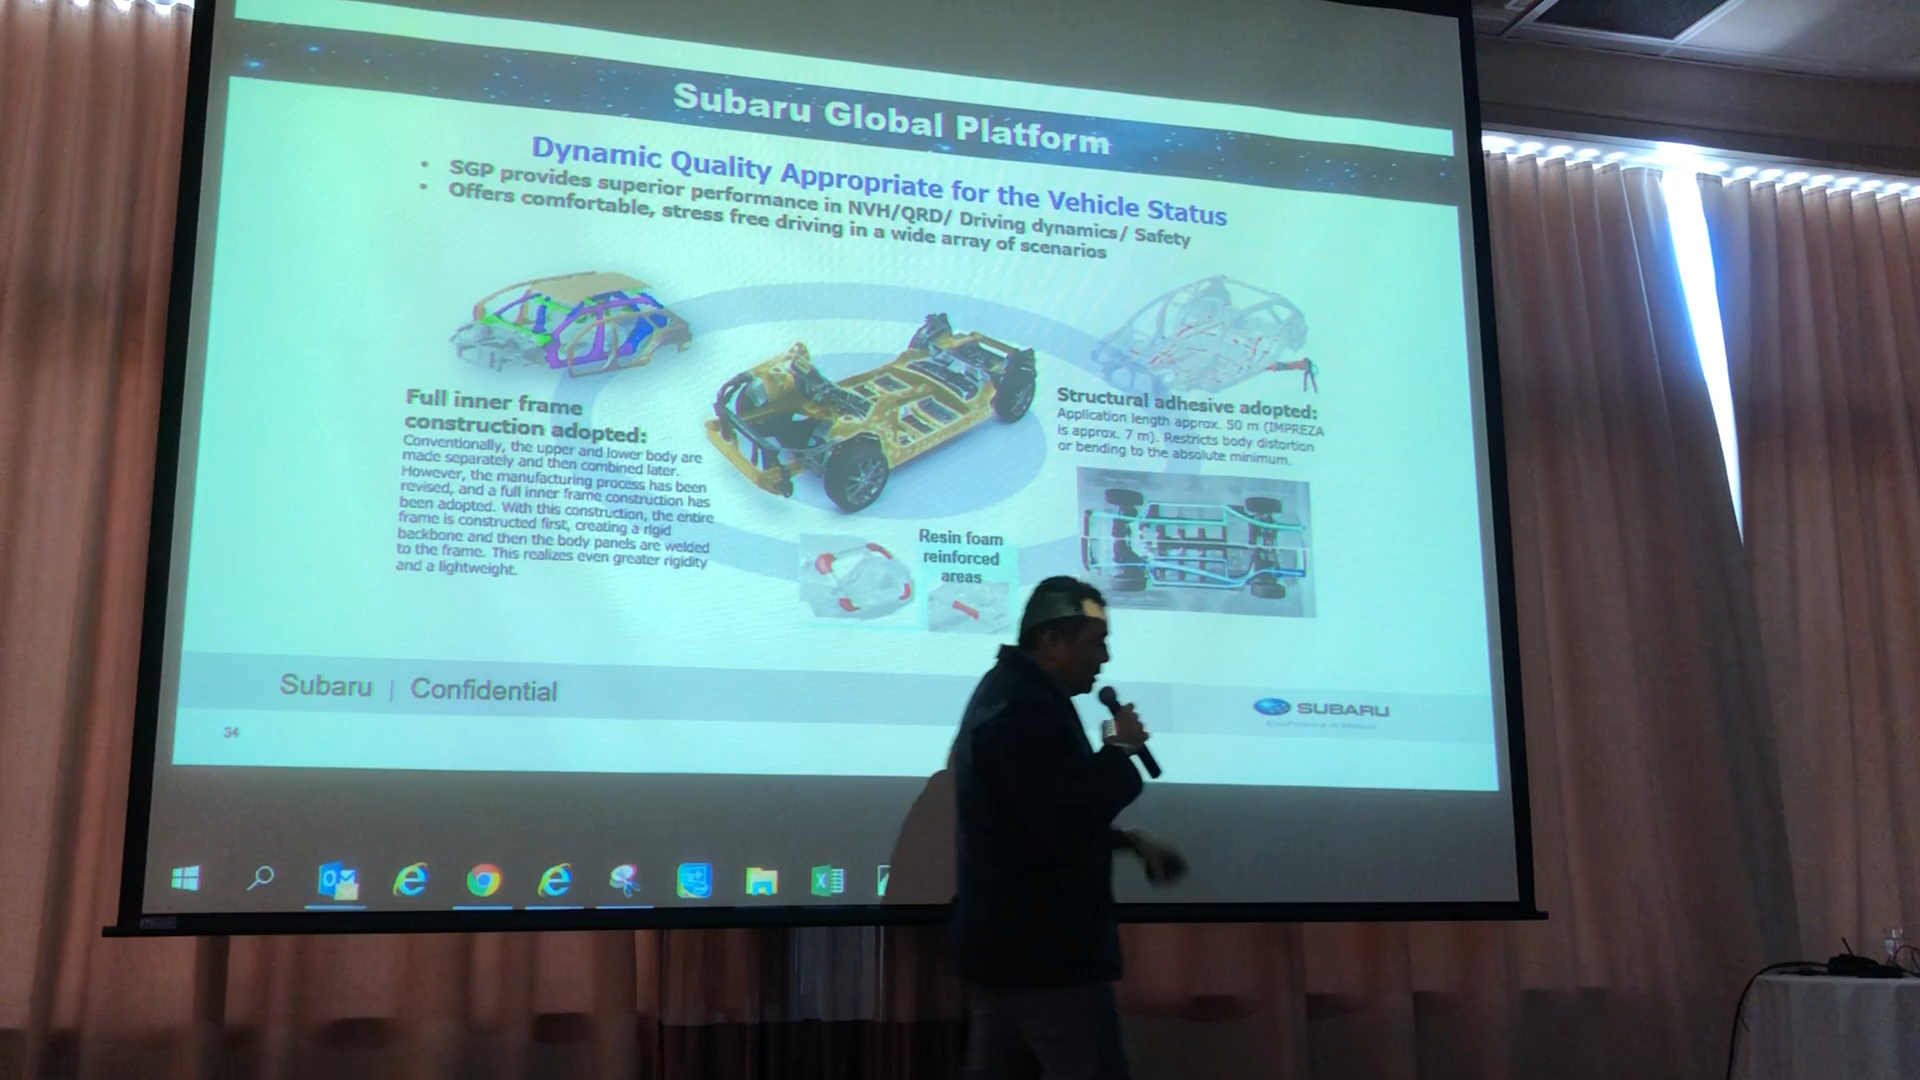 Subaru Global Platform
Dynamic Quality Appropriate for the Vehicle Status
• SGP provides superior performance in NVH/QRD/ Driving dynamics/ Safety
• Offers comfortable, stress free driving in a wide array of scenarios
Full inner frame
construction adopted:
Conventionally, the upper and lower body are
made separately and then combined later.
However, the manufacturing process has been
revised, and a full inner frame construction has
been adopted. With this construction, the entire
frame is constructed first, creating a rigid
backbone and then the body panels are welded
to the frame. This realizes even greater rigidity
and a lightweight.
Structural adhesive adopted:
Application length approx. 50 m (IMPREZA
is approx. 7 m). Restricts body distortion
or bending to the absolute minimum.
Resin foam
reinforced
areas
Subaru | Confidential
SUBARU
Confidence in Motion
34